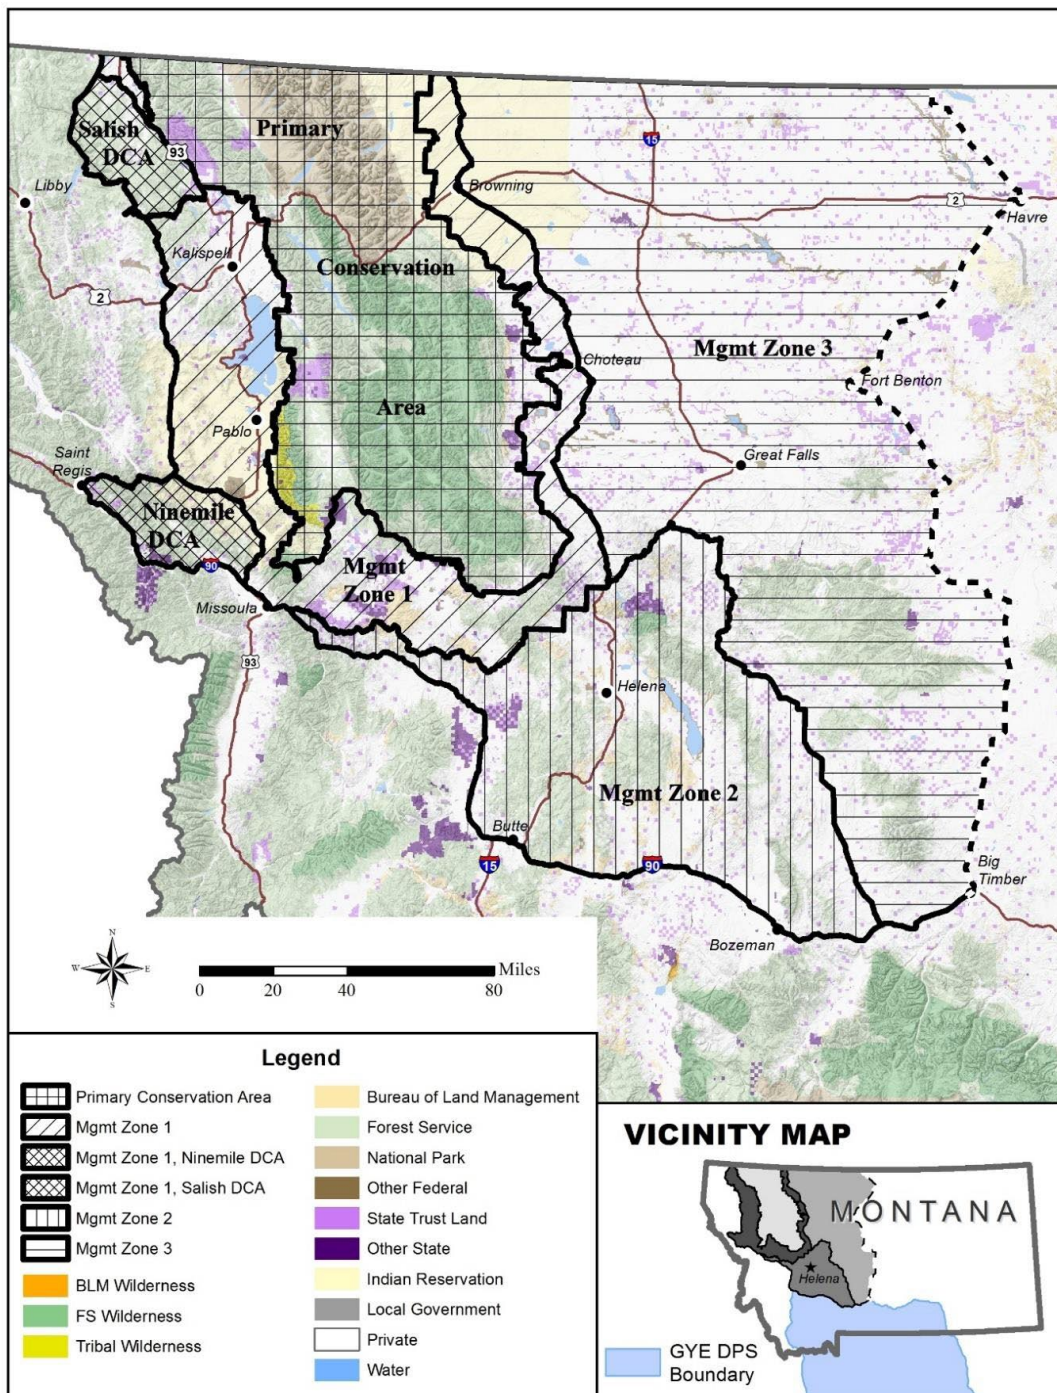 Salish
DCA
93
Primary
15
Libby
Browning
2
Havre
Kalispell
Conservation
2
Mgmt Zone 3
Choteau
Fort Benton
Area
Pablo
Saint
Regis
Great Falls
Ninemile
DCA
90
Mgmt
Zone 1
Missoula
93
Helena
Mgmt Zone 2
Butte
15
90
Big
Timber
Bozeman
N
W
E
S
Miles
0
20
40
80
Legend
Primary Conservation Area
Mgmt Zone 1
Mgmt Zone 1, Ninemile DCA
Mgmt Zone 1, Salish DCA
Mgmt Zone 2
Mgmt Zone 3
BLM Wilderness
FS Wilderness
Tribal Wilderness
Bureau of Land Management
Forest Service
National Park
Other Federal
State Trust Land
Other State
Indian Reservation
Local Government
Private
Water
VICINITY MAP
MONTANA
Helena
GYE DPS
Boundary